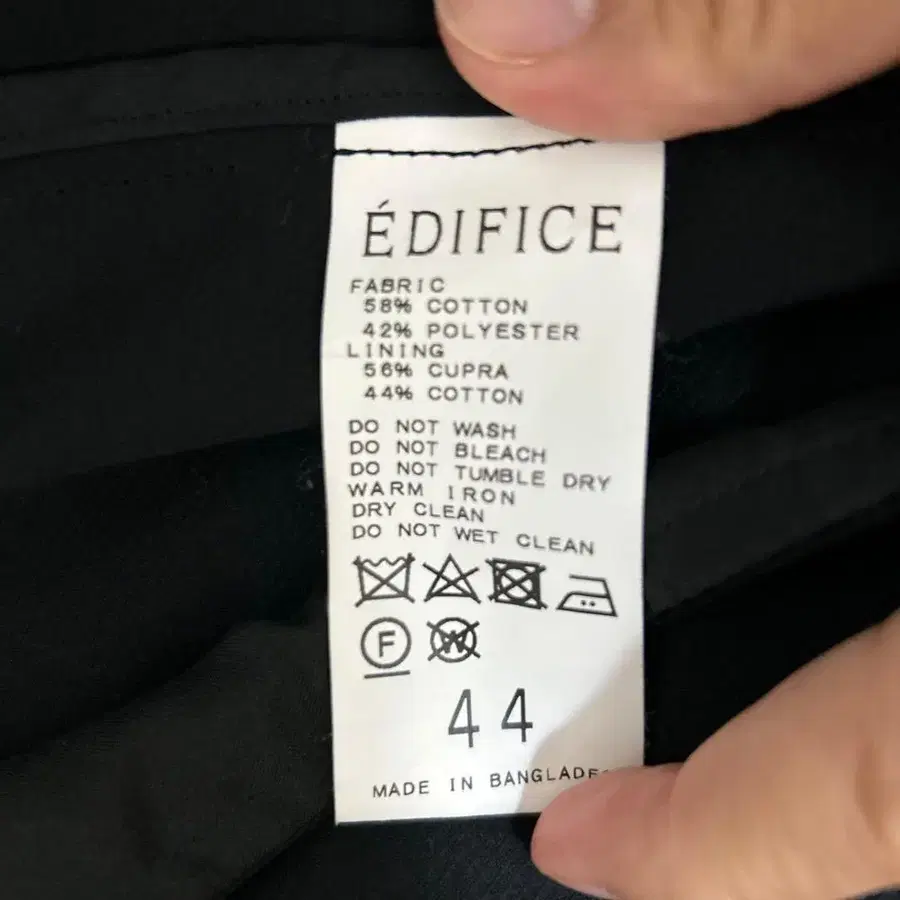 ÉDIFICE
FABRIC
58% COTTON
42% POLYESTER
LINING
56% CUPRA
44% COTTON
DO NOT WASH
DO NOT BLEACH
DO NOT TUMBLE DRY
WARM IRON
DRY CLEAN
DO NOT WET CLEAN
F W
44
MADE IN